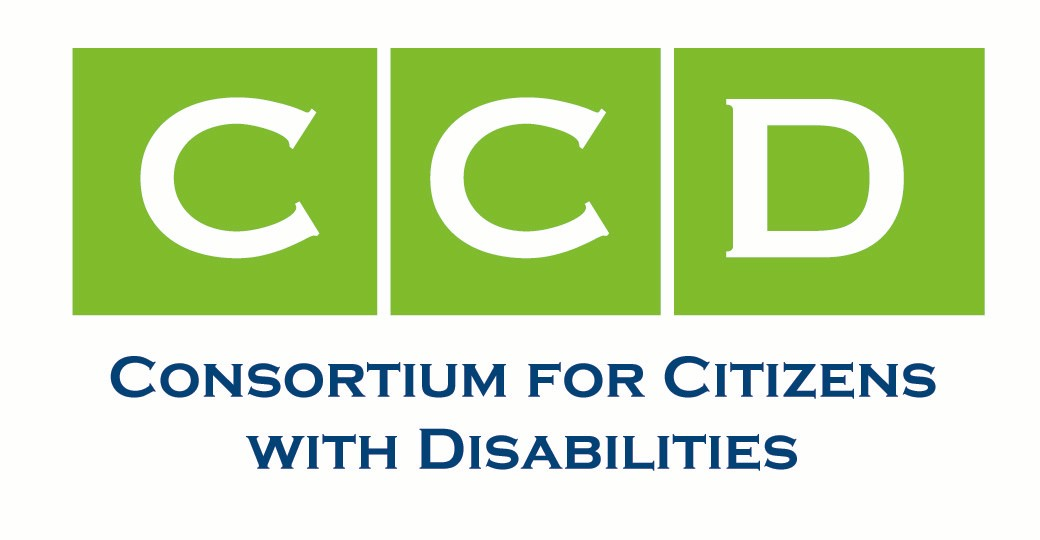 CCD
Consortium for Citizens
with Disabilities